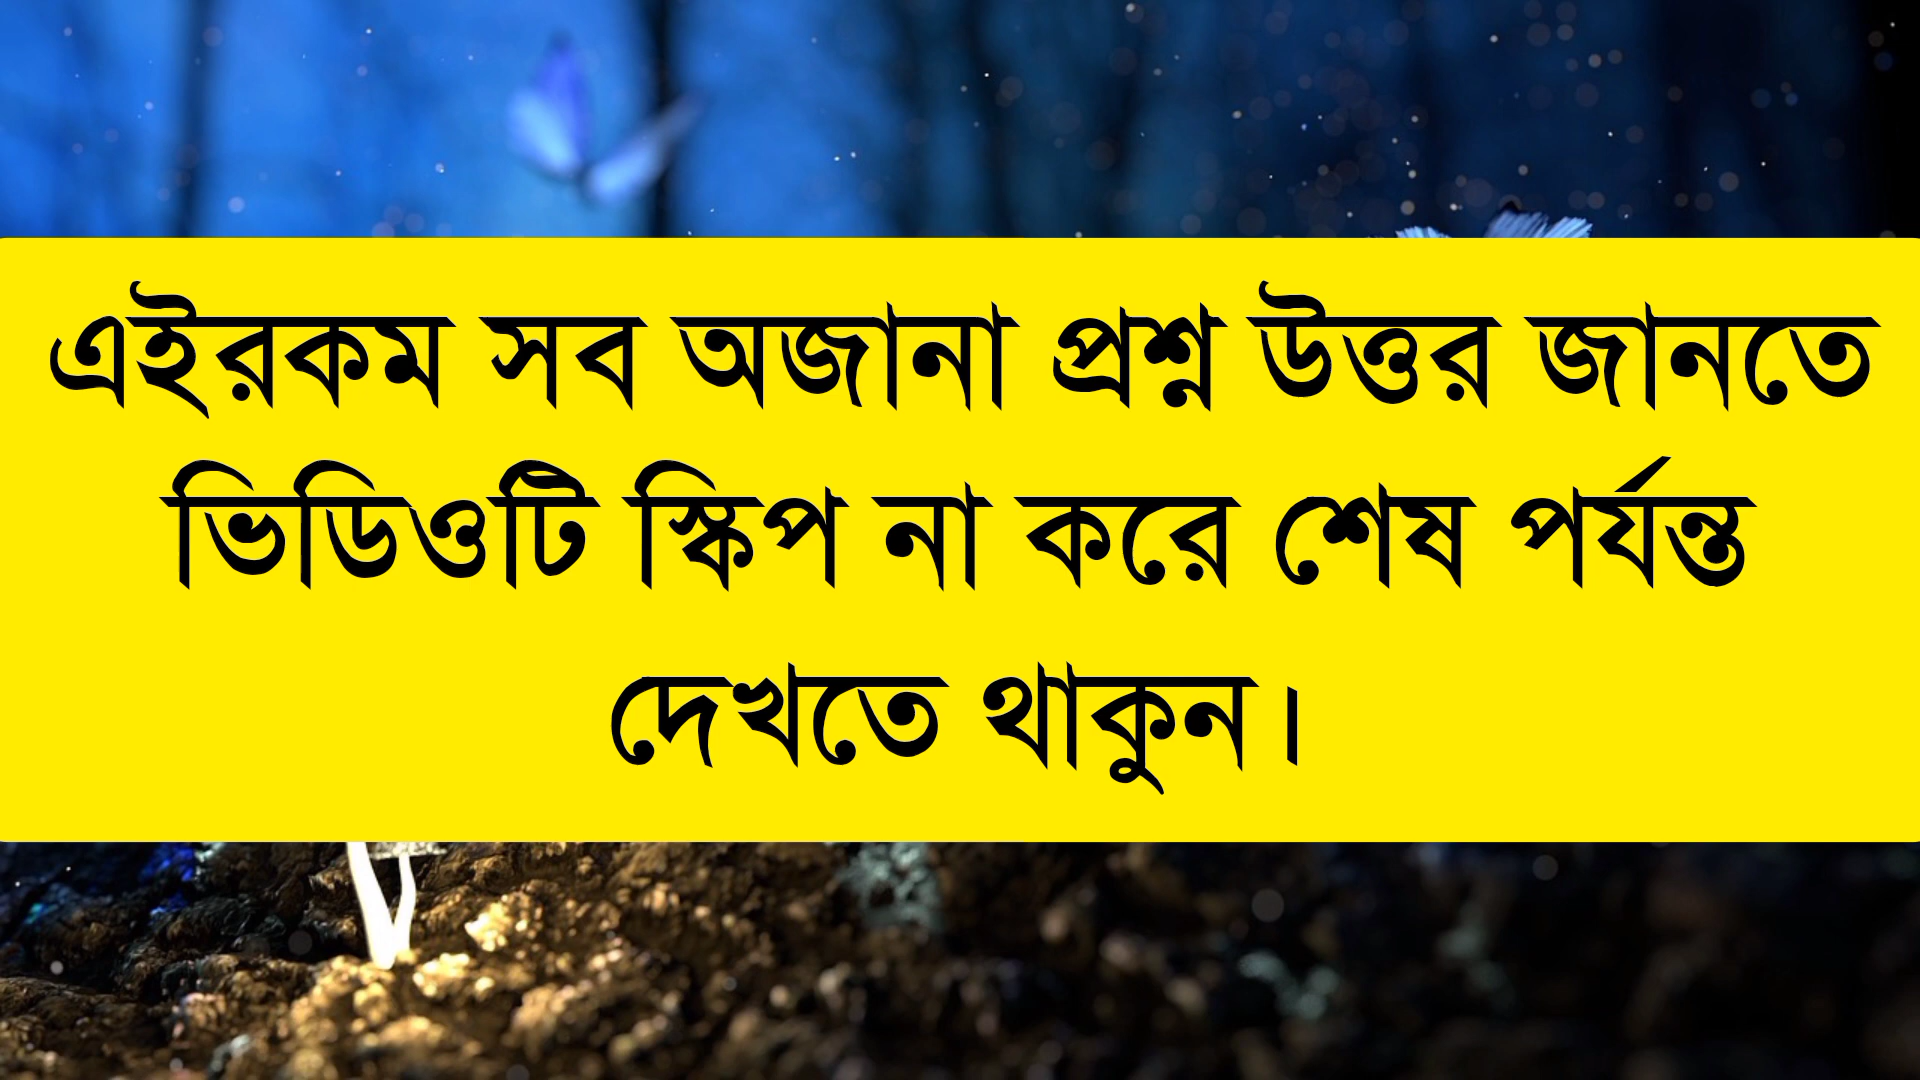 এইরকম সব অজানা প্রশ্ন উত্তর জানতে
ভিডিওটি স্কিপ না করে শেষ পর্যন্ত
দেখতে থাকুন।